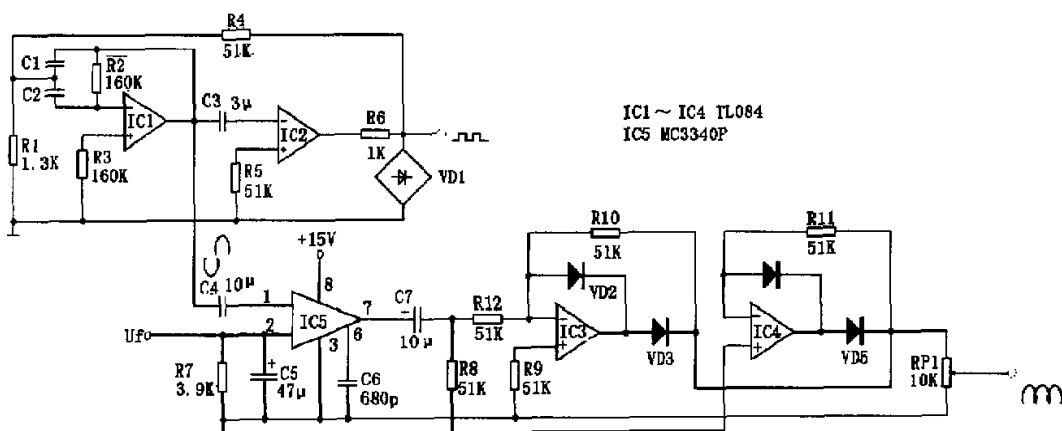 R4
51K
C1
R2
160K
C2
IC1
C3
3μ
R6
1K
IC2
IC1～IC4 TL084
IC5 MC3340P
R1
1.3K
R3
160K
R5
51K
VD1
+15V
R10
51K
R11
51K
C4
10μ
1
8
7
C7
10μ
R12
51K
VD2
IC5
2
6
3
IC3
IC4
VD3
VD5
Uf
R7
3.9K
C5
47μ
C6
680p
R8
51K
R9
51K
RP1
10K